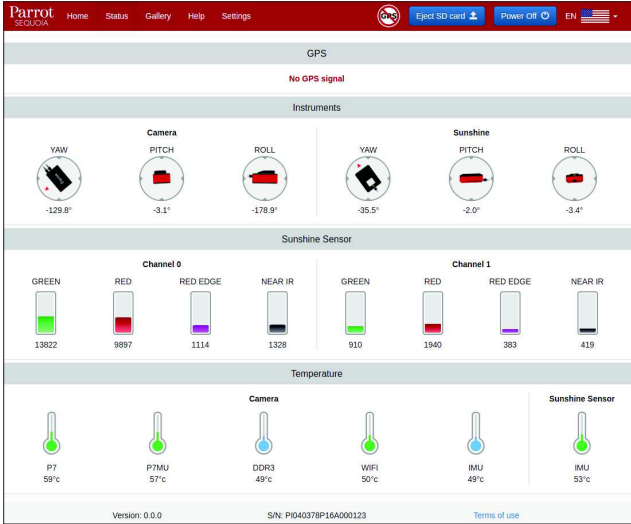 Parrot Home Status Gallery Help Settings GPS Eject SD card Power Off EN
SEQUOIA
GPS
No GPS signal
Instruments
Camera Sunshine
YAW PITCH ROLL YAW PITCH ROLL
-129.8° -3.1° -178.9° -35.5° -2.0° -3.4°
Sunshine Sensor
Channel 0 Channel 1
GREEN RED RED EDGE NEAR IR GREEN RED RED EDGE NEAR IR
13822 9897 1114 1328 910 1940 383 419
Temperature
Camera Sunshine Sensor
P7 P7MU DDR3 WIFI IMU IMU
59°c 57°c 49°c 50°c 49°c 53°c
Version: 0.0.0 S/N: PI040378P16A000123 Terms of use